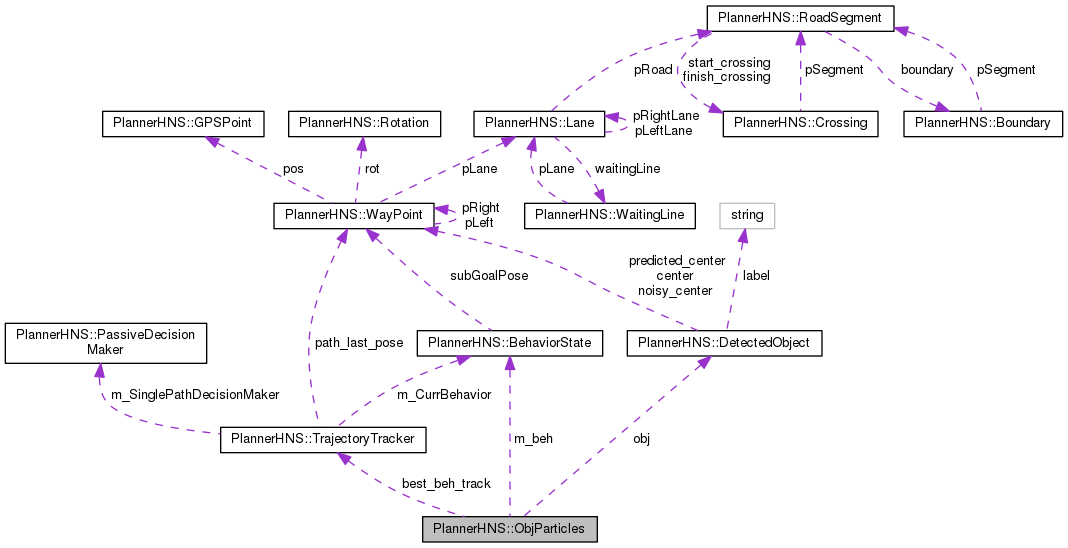 PlannerHNS::RoadSegment
pRoad
start_crossing
finish_crossing
pSegment
boundary
pSegment
PlannerHNS::GPSPoint
PlannerHNS::Rotation
PlannerHNS::Lane
pRightLane
pLeftLane
PlannerHNS::Crossing
PlannerHNS::Boundary
pos
rot
pLane
pLane
waitingLine
PlannerHNS::WayPoint
pRight
pLeft
PlannerHNS::WaitingLine
string
subGoalPose
predicted_center
center
noisy_center
label
PlannerHNS::PassiveDecision
Maker
path_last_pose
PlannerHNS::BehaviorState
PlannerHNS::DetectedObject
m_SinglePathDecisionMaker
m_CurrBehavior
PlannerHNS::TrajectoryTracker
m_beh
obj
best_beh_track
PlannerHNS::ObjParticles